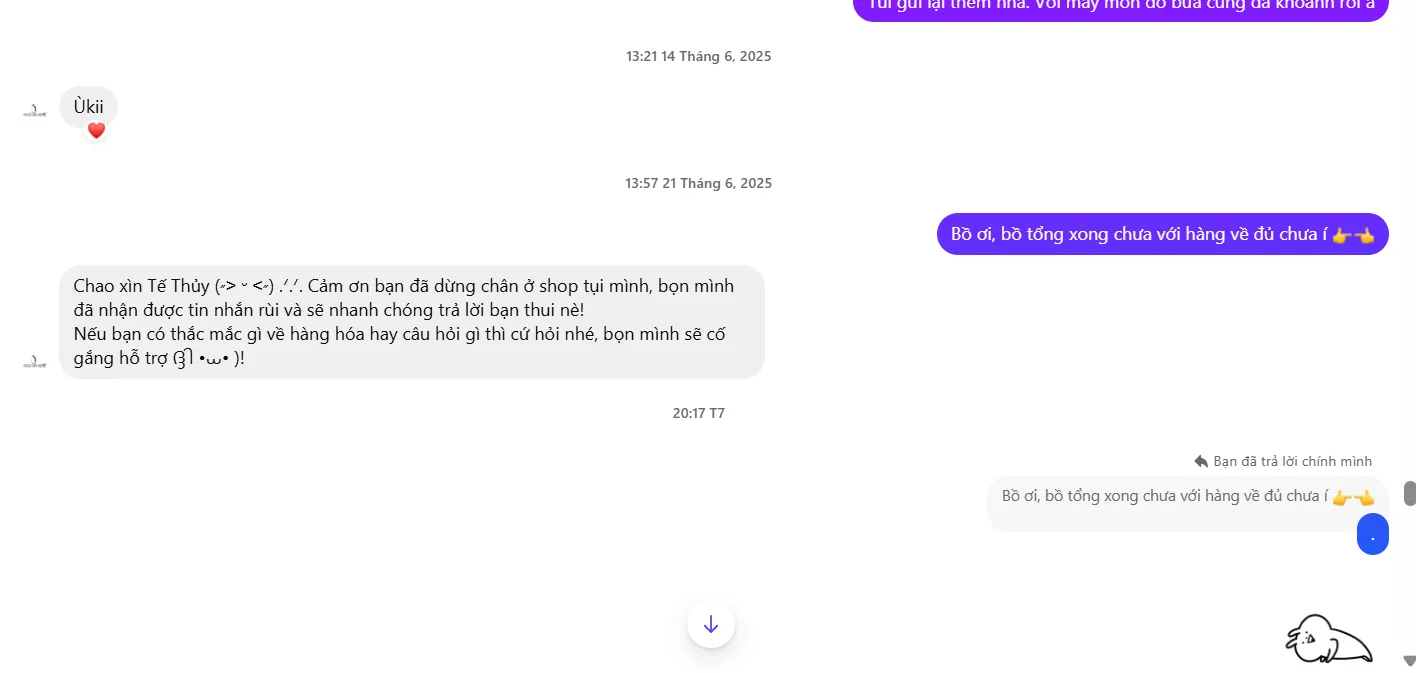 Tui gửi lại thêm nha. Với mấy món đồ bữa cũng đã khoanh rồi á
13:21 14 Tháng 6, 2025
Ùkii
13:57 21 Tháng 6, 2025
Bồ ơi, bồ tổng xong chưa với hàng về đủ chưa í 👉👈
Chao xìn Tế Thủy (˶> ᵕ <˶) .ᐟ.ᐟ. Cảm ơn bạn đã dừng chân ở shop tụi mình, bọn mình
đã nhận được tin nhắn rùi và sẽ nhanh chóng trả lời bạn thui nè!
Nếu bạn có thắc mắc gì về hàng hóa hay câu hỏi gì thì cứ hỏi nhé, bọn mình sẽ cố
gắng hỗ trợ (ʒ ͡ ᒣ •⩊• )!
20:17 T7
Bạn đã trả lời chính mình
Bồ ơi, bồ tổng xong chưa với hàng về đủ chưa í 👉👈
.